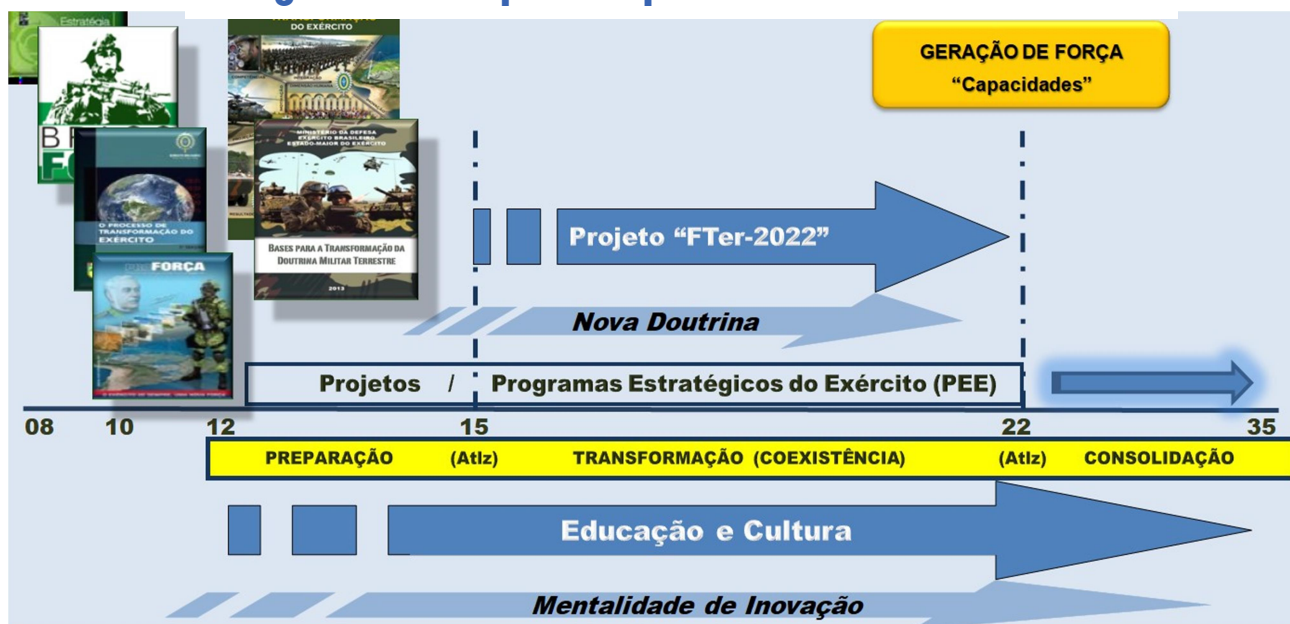 Estratégia
DO EXÉRCITO
GERAÇÃO DE FORÇA
“Capacidades”
MINISTÉRIO DA DEFESA
EXÉRCITO BRASILEIRO
ESTADO-MAIOR DO EXÉRCITO
O PROCESSO DE
TRANSFORMAÇÃO DO
EXÉRCITO
BASES PARA A TRANSFORMAÇÃO DA
DOUTRINA MILITAR TERRESTRE
2013
FORÇA
Projeto “FTer-2022”
Nova Doutrina
Projetos / Programas Estratégicos do Exército (PEE)
08 10 12 15 22 35
PREPARAÇÃO (Atlz) TRANSFORMAÇÃO (COEXISTÊNCIA) (Atlz) CONSOLIDAÇÃO
Educação e Cultura
Mentalidade de Inovação